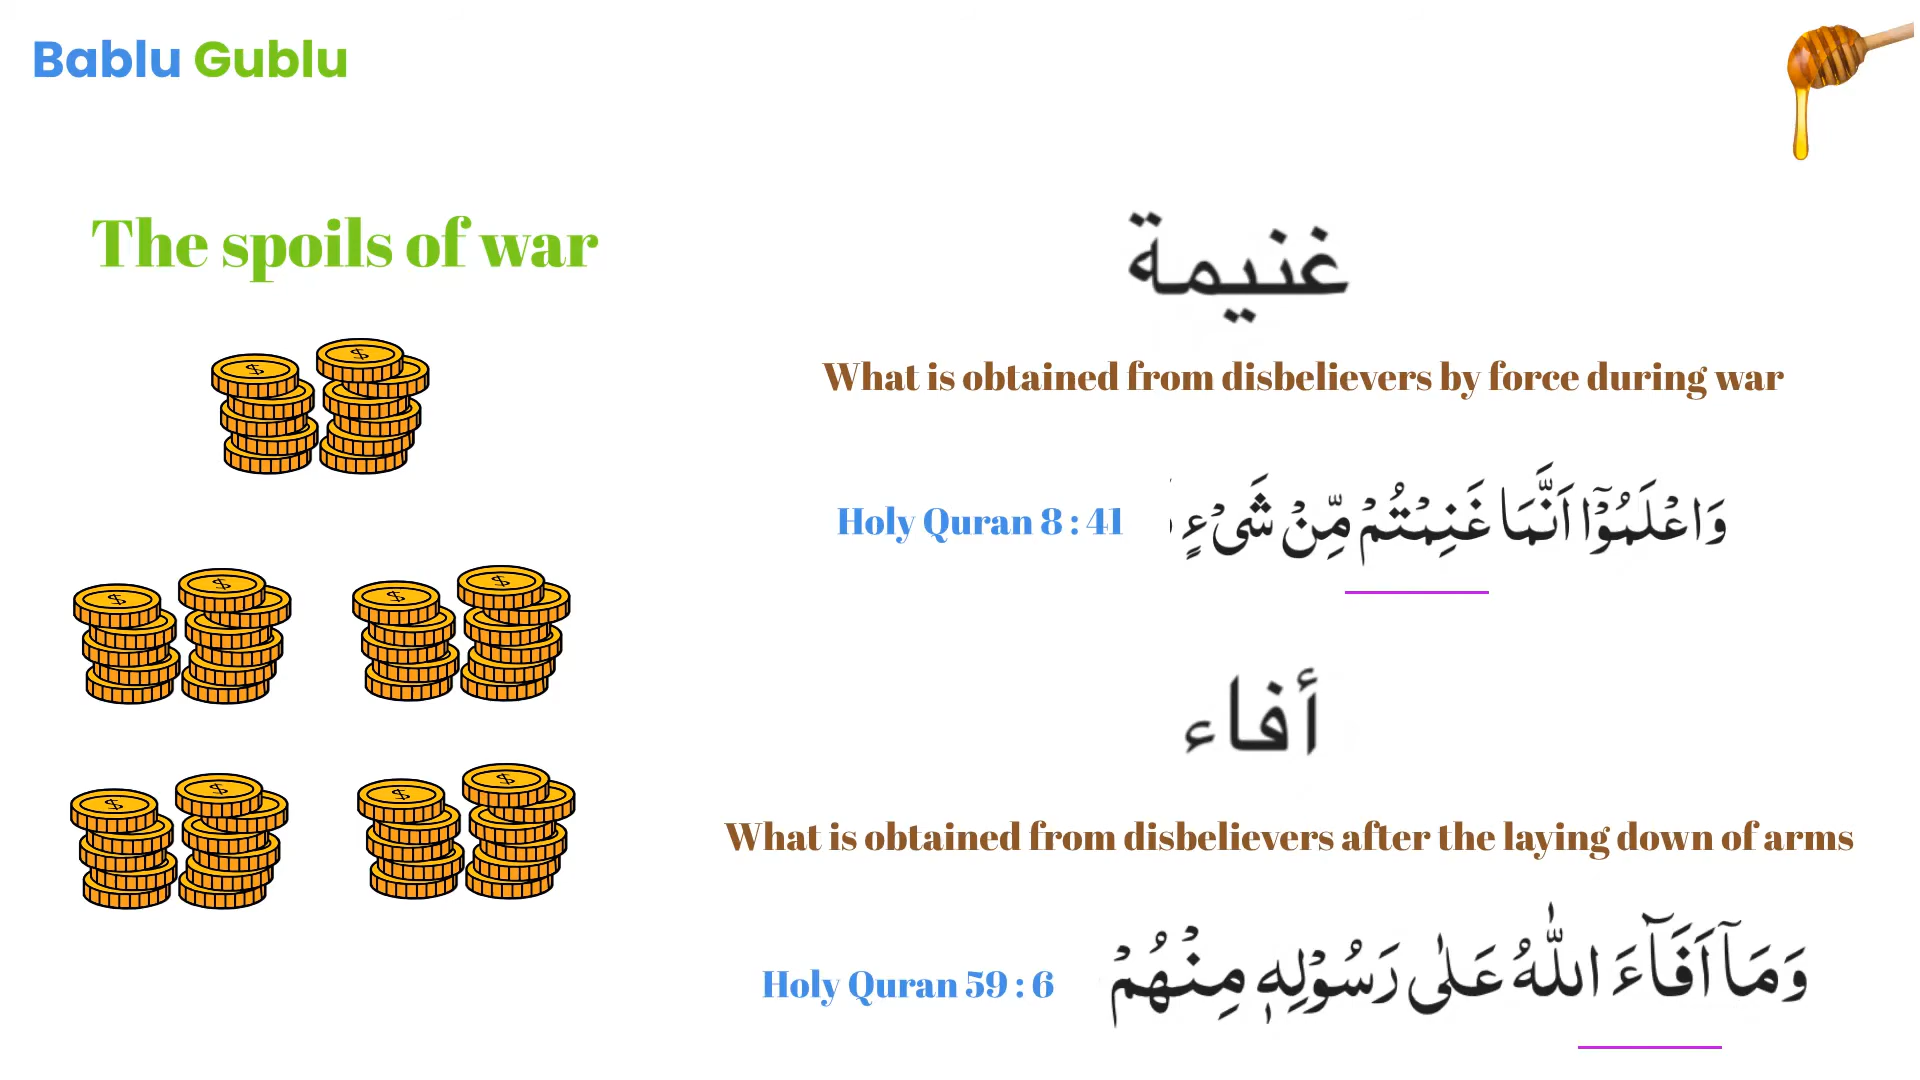 Bablu Gublu
The spoils of war
غنيمة
What is obtained from disbelievers by force during war
Holy Quran 8 : 41
وَاعْلَمُوْٓا اَنَّمَا غَنِمْتُمْ مِّنْ شَیْءٍ
أفاء
What is obtained from disbelievers after the laying down of arms
Holy Quran 59 : 6
وَمَآ اَفَآءَ اللّٰهُ عَلٰی رَسُوْلِهٖ مِنْهُمْ